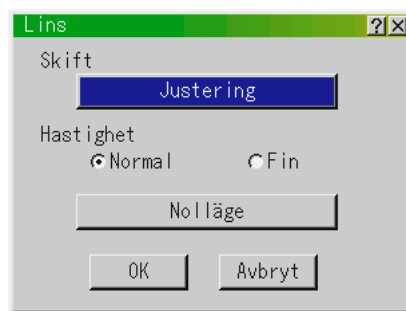 Lins ? ×
Skift
Justering
Hastighet
Normal Fin
Nolläge
OK Avbryt